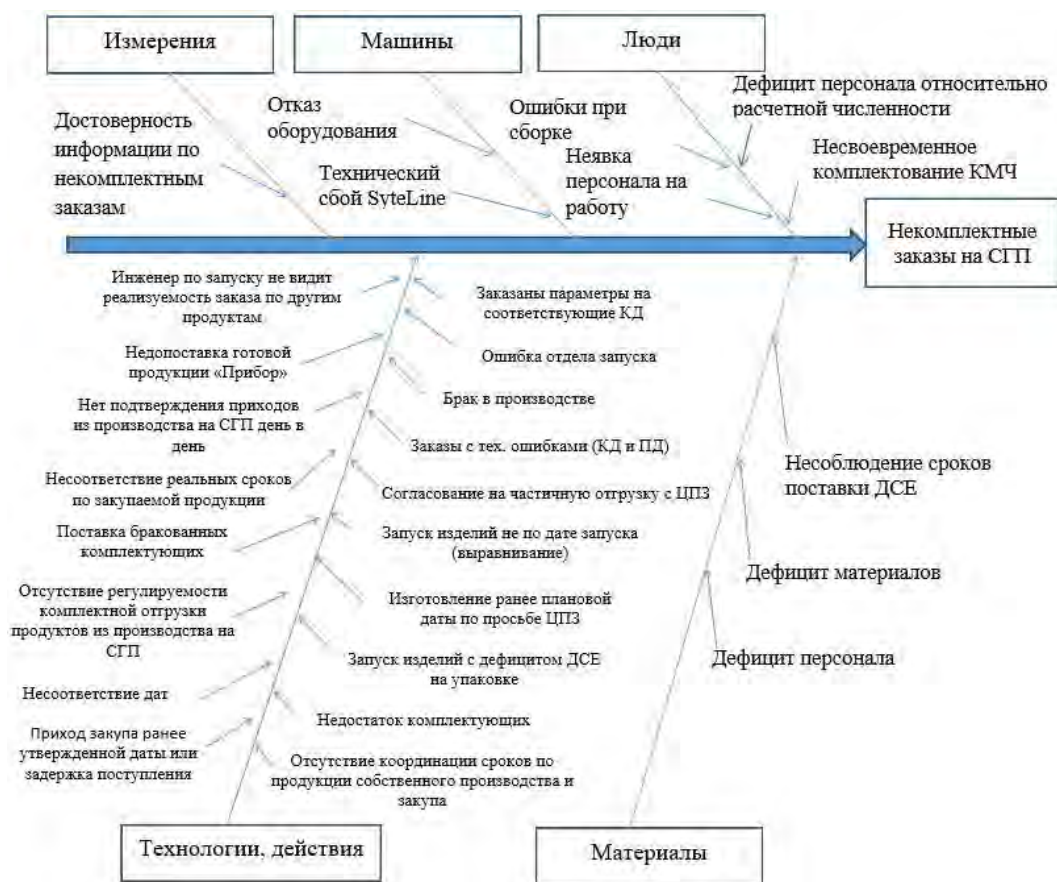 Измерения
Машины
Люди
Достоверность
информации по
некомплектным
заказам
Отказ
оборудования
Технический
сбой SyteLine
Ошибки при
сборке
Неявка
персонала на
работу
Дефицит персонала относительно
расчетной численности
Несвоевременное
комплектование КМЧ
Некомплектные
заказы на СГП
Инженер по запуску не видит
реализуемость заказа по другим
продуктам
Недопоставка готовой
продукции «Прибор»
Нет подтверждения приходов
из производства на СГП день в
день
Несоответствие реальных сроков
по закупаемой продукции
Поставка бракованных
комплектующих
Отсутствие регулируемости
комплектной отгрузки
продуктов из производства на
СГП
Несоответствие дат
Приход закупа ранее
утвержденной даты или
задержка поступления
Заказаны параметры на
соответствующие КД
Ошибка отдела запуска
Брак в производстве
Заказы с тех. ошибками (КД и ПД)
Согласование на частичную отгрузку с ЦПЗ
Запуск изделий не по дате запуска
(выравнивание)
Изготовление ранее плановой
даты по просьбе ЦПЗ
Запуск изделий с дефицитом ДСЕ
на упаковке
Недостаток комплектующих
Отсутствие координации сроков по
продукции собственного производства и
закупа
Несоблюдение сроков
поставки ДСЕ
Дефицит материалов
Дефицит персонала
Технологии, действия
Материалы